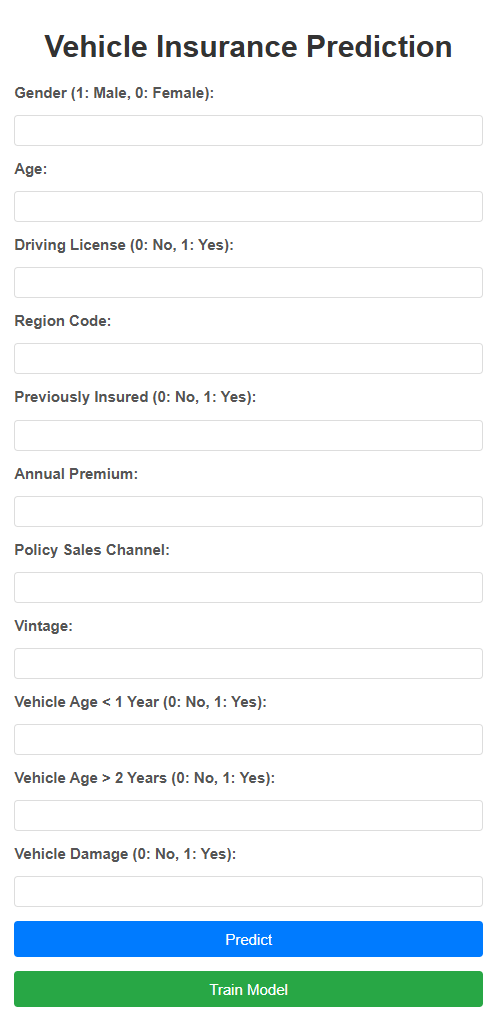 Vehicle Insurance Prediction
Gender (1: Male, 0: Female):
Age:
Driving License (0: No, 1: Yes):
Region Code:
Previously Insured (0: No, 1: Yes):
Annual Premium:
Policy Sales Channel:
Vintage:
Vehicle Age < 1 Year (0: No, 1: Yes):
Vehicle Age > 2 Years (0: No, 1: Yes):
Vehicle Damage (0: No, 1: Yes):
Predict
Train Model